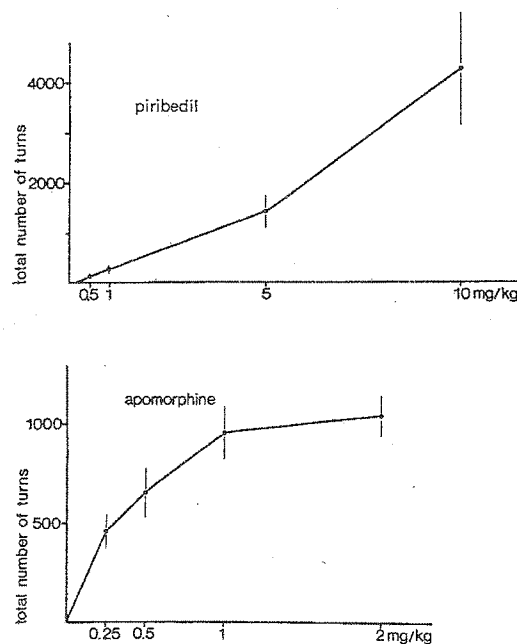 4000
piribedil
2000
total number of turns
0.5 1 5 10 mg/kg
apomorphine
1000
500
total number of turns
0.25 0.5 1 2 mg/kg